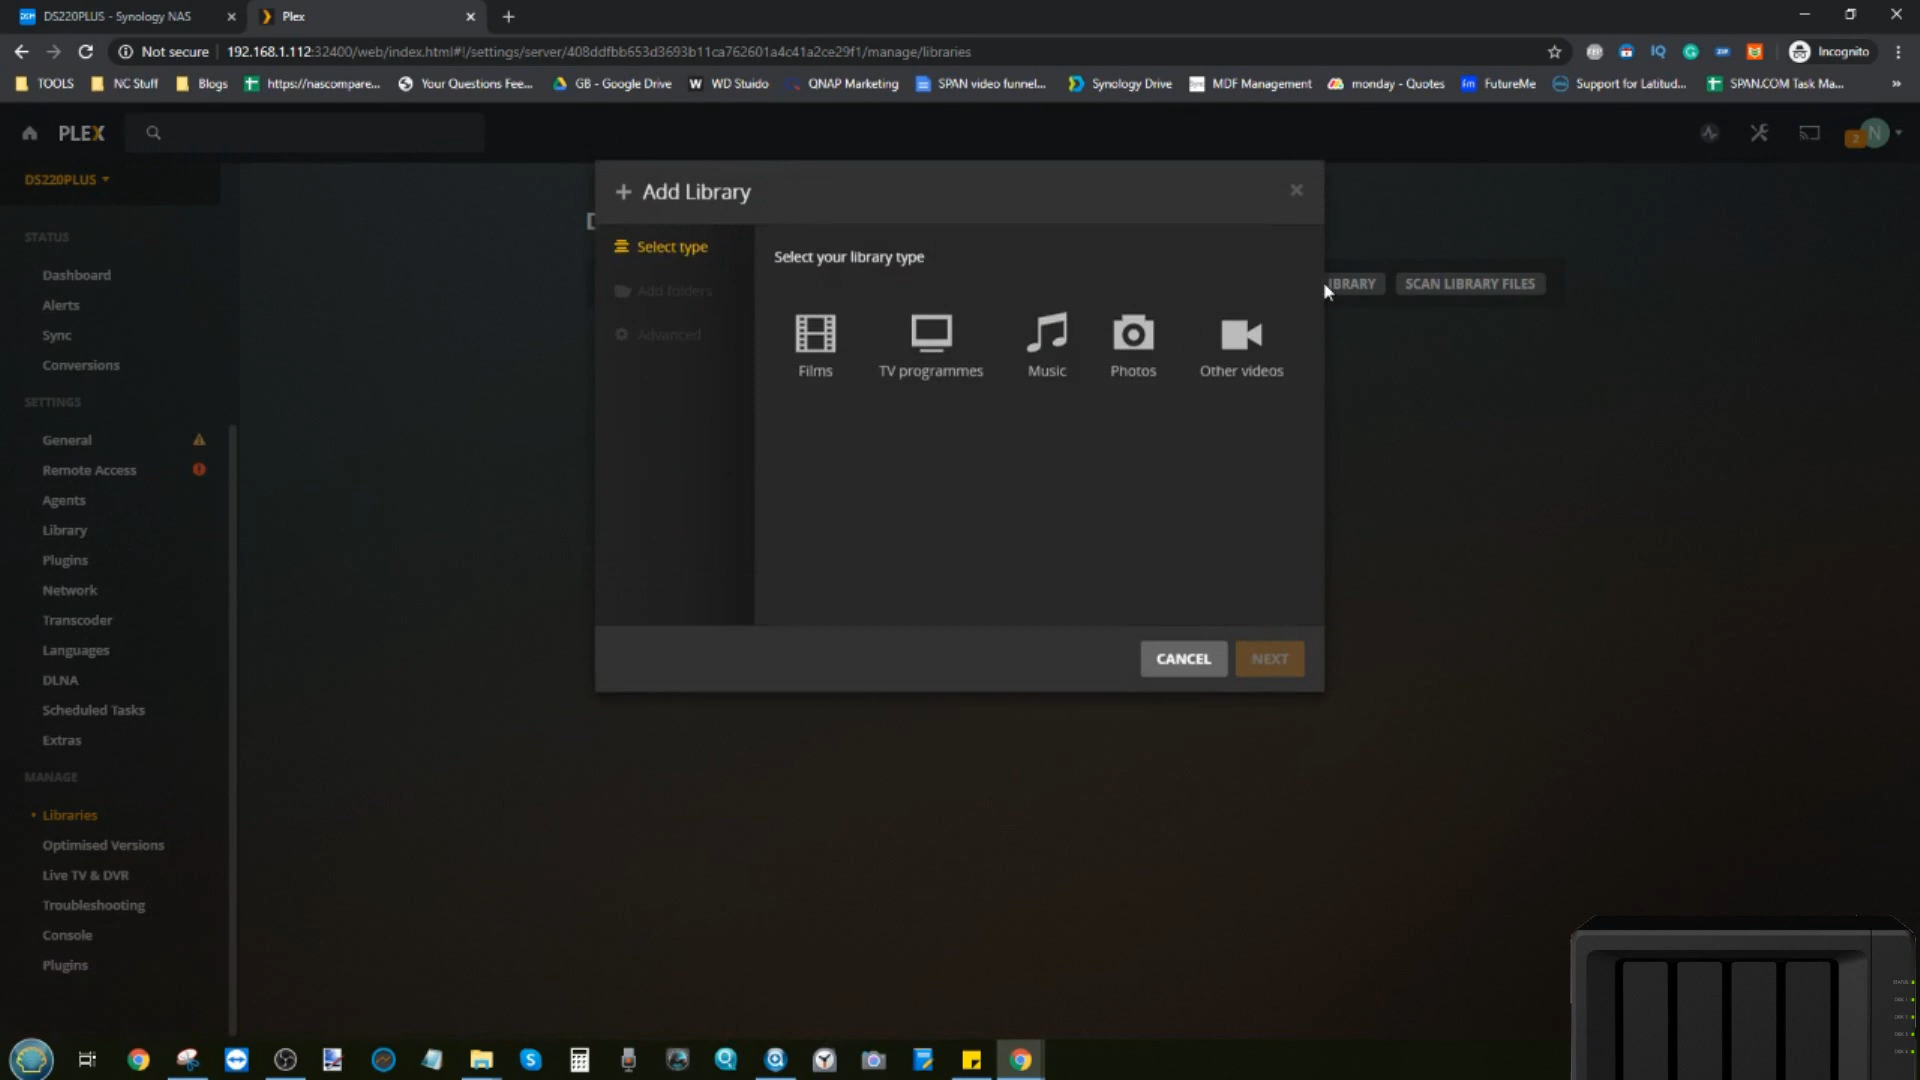 DS220PLUS - Synology NAS
Plex
Not secure
192.168.1.112:32400/web/index.html#!/settings/server/408ddfbb653d3693b11ca762601a4c41a2ce29f1/manage/libraries
Incognito
TOOLS
NC Stuff
Blogs
https://nascompare...
Your Questions Fee...
GB - Google Drive
WD Stuido
QNAP Marketing
SPAN video funnel...
Synology Drive
MDF Management
monday - Quotes
FutureMe
Support for Latitud...
SPAN.COM Task Ma...
PLEX
2
N
DS220PLUS
Add Library
STATUS
Dashboard
Alerts
Sync
Conversions
SETTINGS
General
Remote Access
Agents
Library
Plugins
Network
Transcoder
Languages
DLNA
Scheduled Tasks
Extras
MANAGE
Libraries
Optimised Versions
Live TV & DVR
Troubleshooting
Console
Plugins
Select type
Add folders
Advanced
Select your library type
Films
TV programmes
Music
Photos
Other videos
CANCEL
NEXT
IBRARY
SCAN LIBRARY FILES